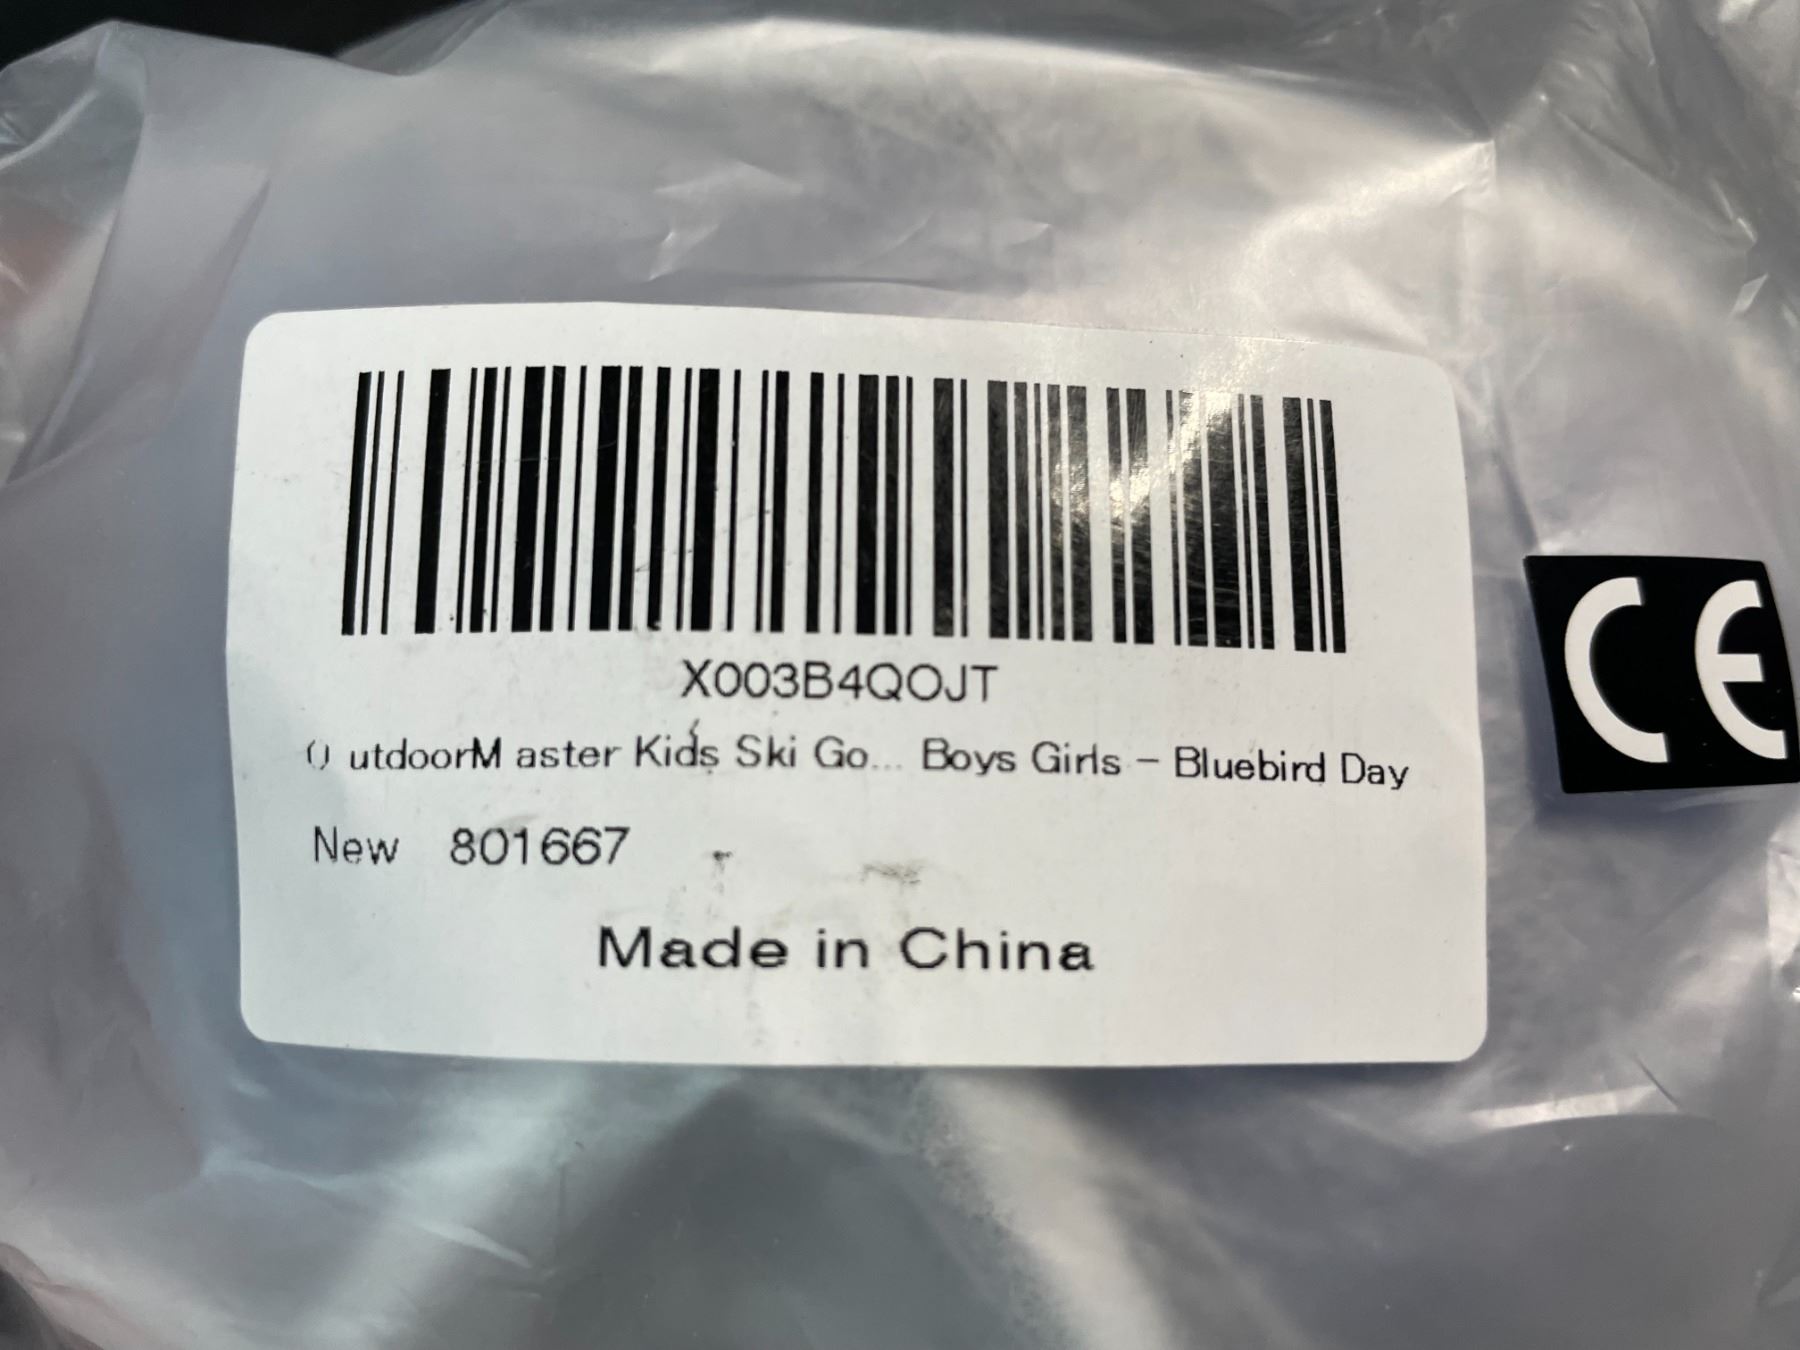 X003B4QOJT
OutdoorMaster Kids Ski Go... Boys Girls - Bluebird Day
New 801667
Made in China
CE